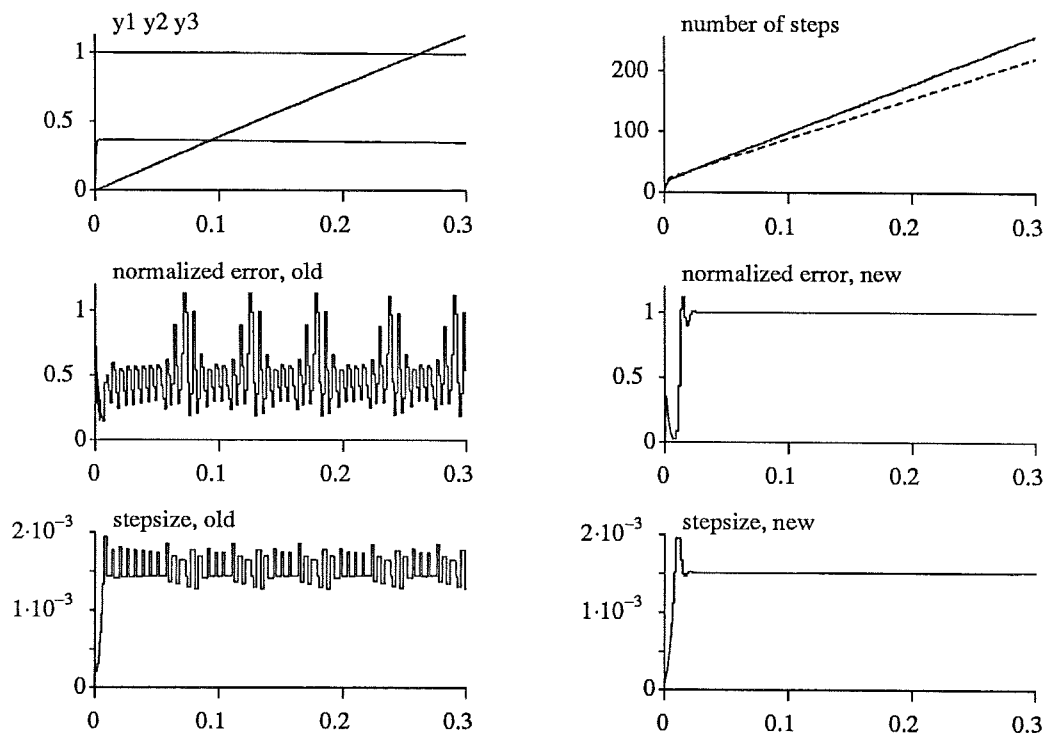 y1 y2 y3
1
0.5
0
0 0.1 0.2 0.3
number of steps
200
100
0
0 0.1 0.2 0.3
normalized error, old
1
0.5
0
0 0.1 0.2 0.3
normalized error, new
1
0.5
0
0 0.1 0.2 0.3
stepsize, old
2·10⁻³
1·10⁻³
0
0 0.1 0.2 0.3
stepsize, new
2·10⁻³
1·10⁻³
0
0 0.1 0.2 0.3